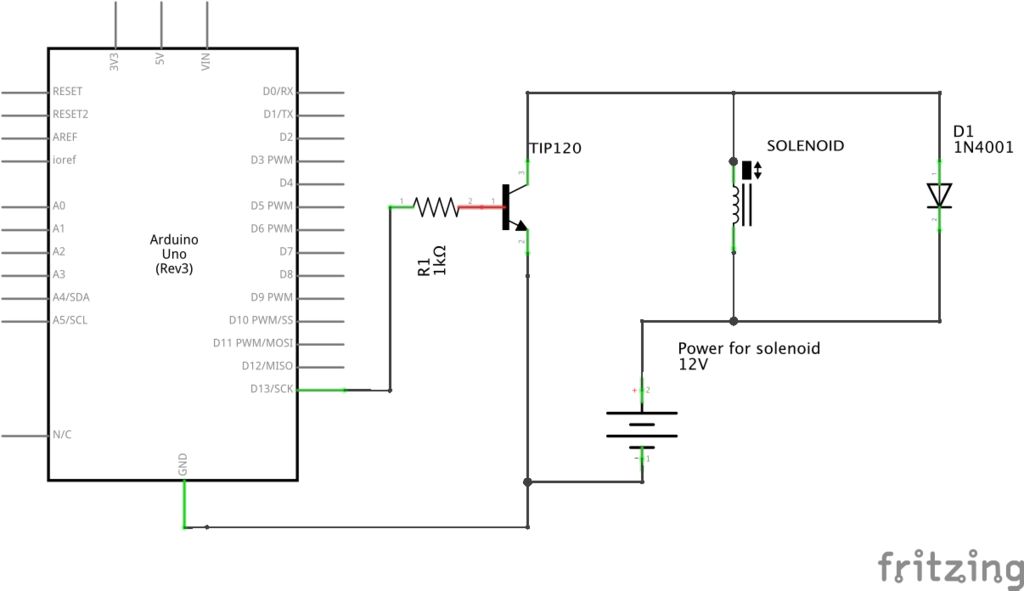 3V3
5V
VIN
RESET
RESET2
AREF
ioref
A0
A1
A2
A3
A4/SDA
A5/SCL
N/C
Arduino
Uno
(Rev3)
D0/RX
D1/TX
D2
D3 PWM
D4
D5 PWM
D6 PWM
D7
D8
D9 PWM
D10 PWM/SS
D11 PWM/MOSI
D12/MISO
D13/SCK
GND
1
2
R1
1kΩ
1
TIP120
3
2
SOLENOID
D1
1N4001
1
2
Power for solenoid
12V
+ 2
- 1
fritzing